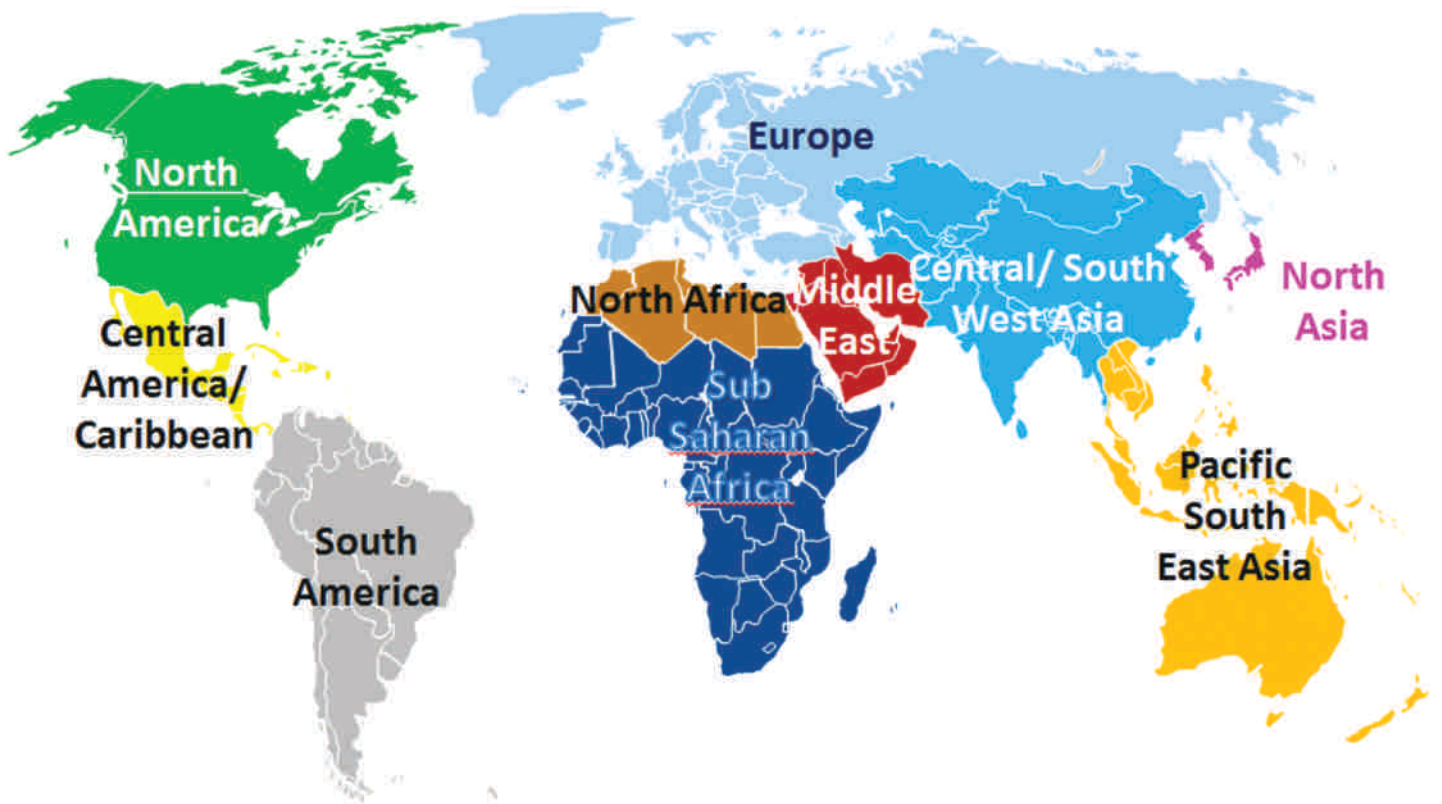 North
America
Central
America/
Caribbean
South
America
Europe
North Africa
Sub
Saharan
Africa
Middle
East
Central/ South
West Asia
North
Asia
Pacific
South
East Asia